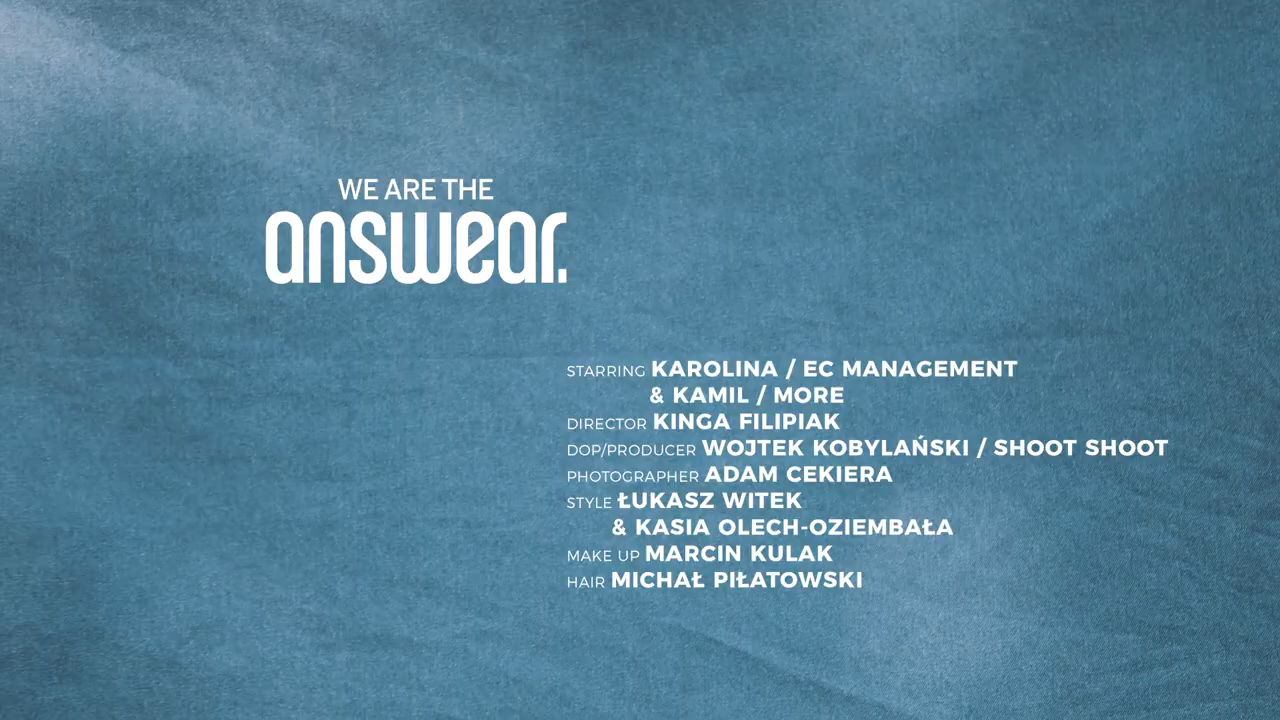 WE ARE THE
answear.
STARRING KAROLINA / EC MANAGEMENT
& KAMIL / MORE
DIRECTOR KINGA FILIPIAK
DOP/PRODUCER WOJTEK KOBYLAŃSKI / SHOOT SHOOT
PHOTOGRAPHER ADAM CEKIERA
STYLE ŁUKASZ WITEK
& KASIA OLECH-OZIEMBAŁA
MAKE UP MARCIN KULAK
HAIR MICHAŁ PIŁATOWSKI